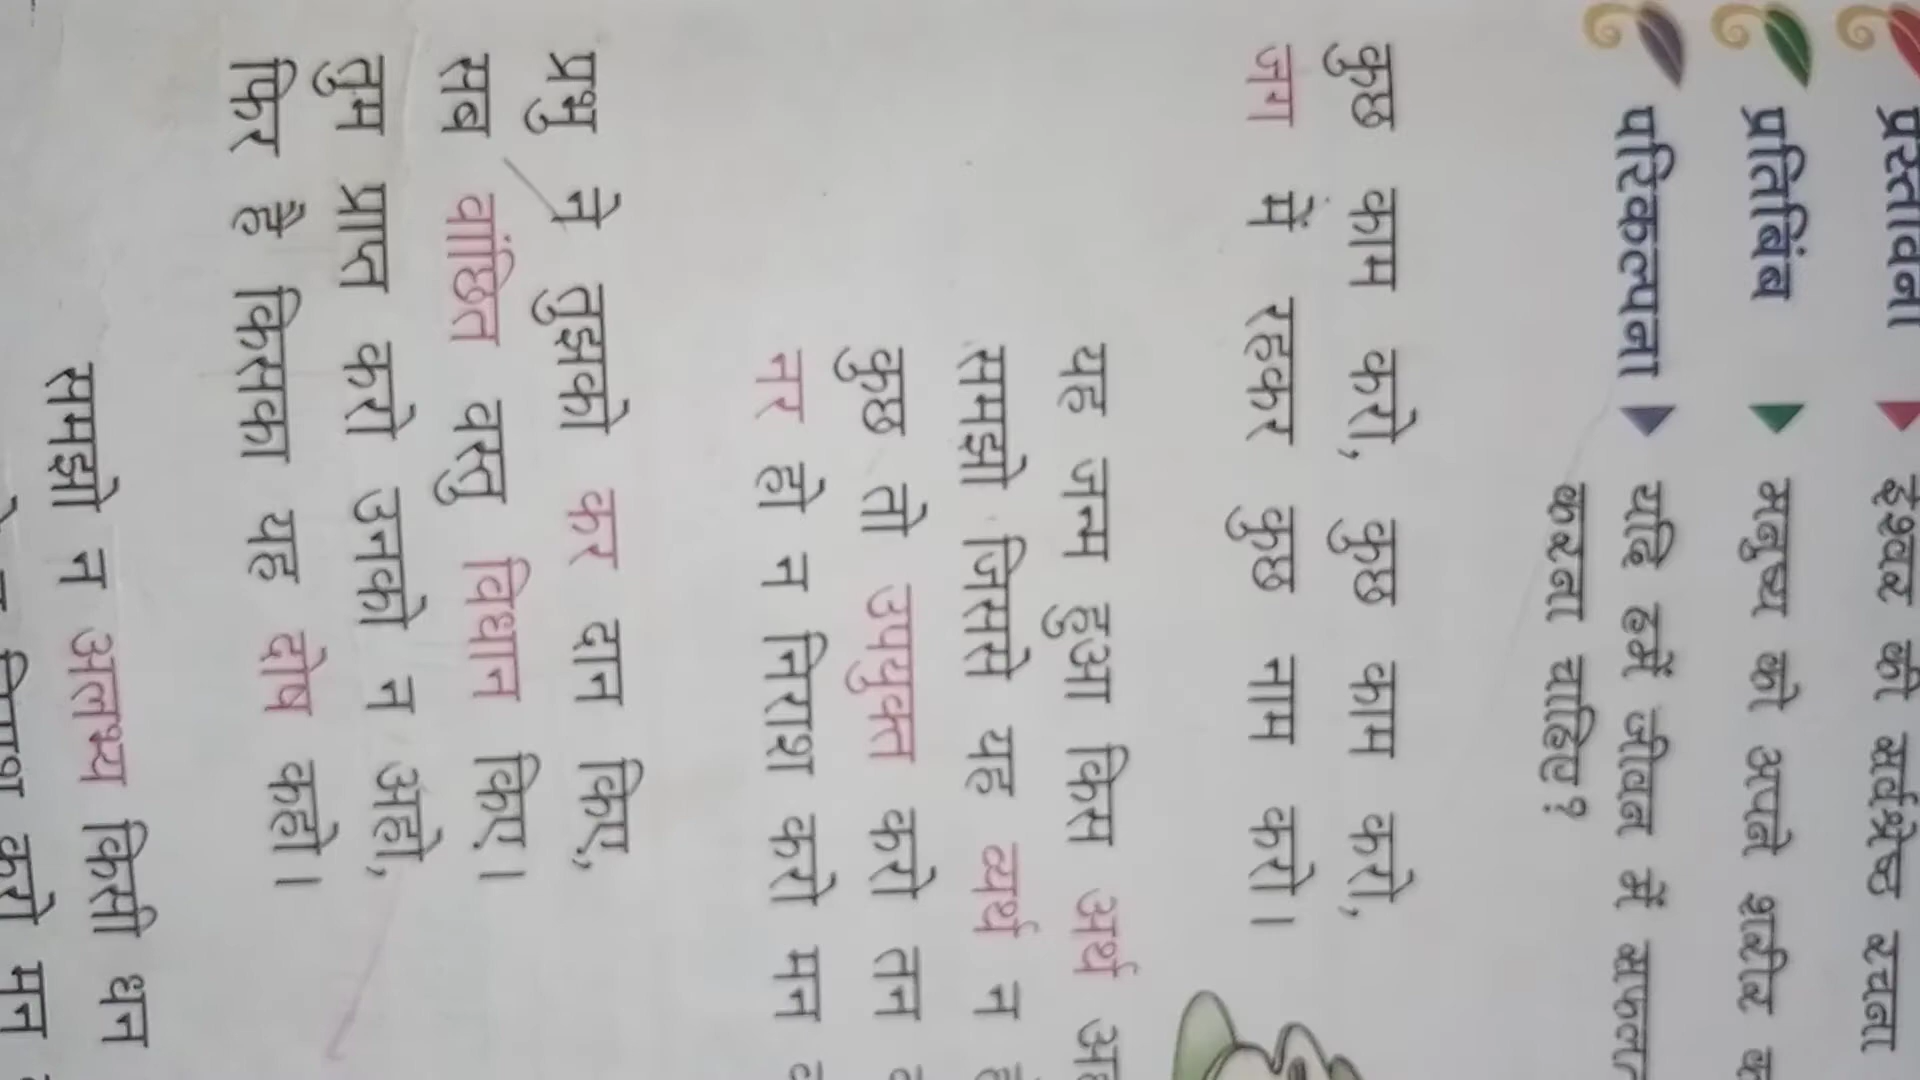 प्रस्तावना ईश्वर की सर्वश्रेष्ठ रचना
प्रतिबिंब मनुष्य को अपने शरीर
परिकल्पना यदि हमें जीवन में
करना चाहिए?
कुछ काम करो, कुछ काम करो,
जग में रहकर कुछ नाम करो।
यह जन्म हुआ किस अर्थ
समझो जिससे यह व्यर्थ न
कुछ तो उपयुक्त करो तन
नर हो न निराश करो मन
प्रभु ने तुझको कर दान किए,
सब वांछित वस्तु विधान किए।
तुम प्राप्त करो उनको न अहो,
फिर है किसका यह दोष कहो।
समझो न अलभ्य किसी धन
करो मन